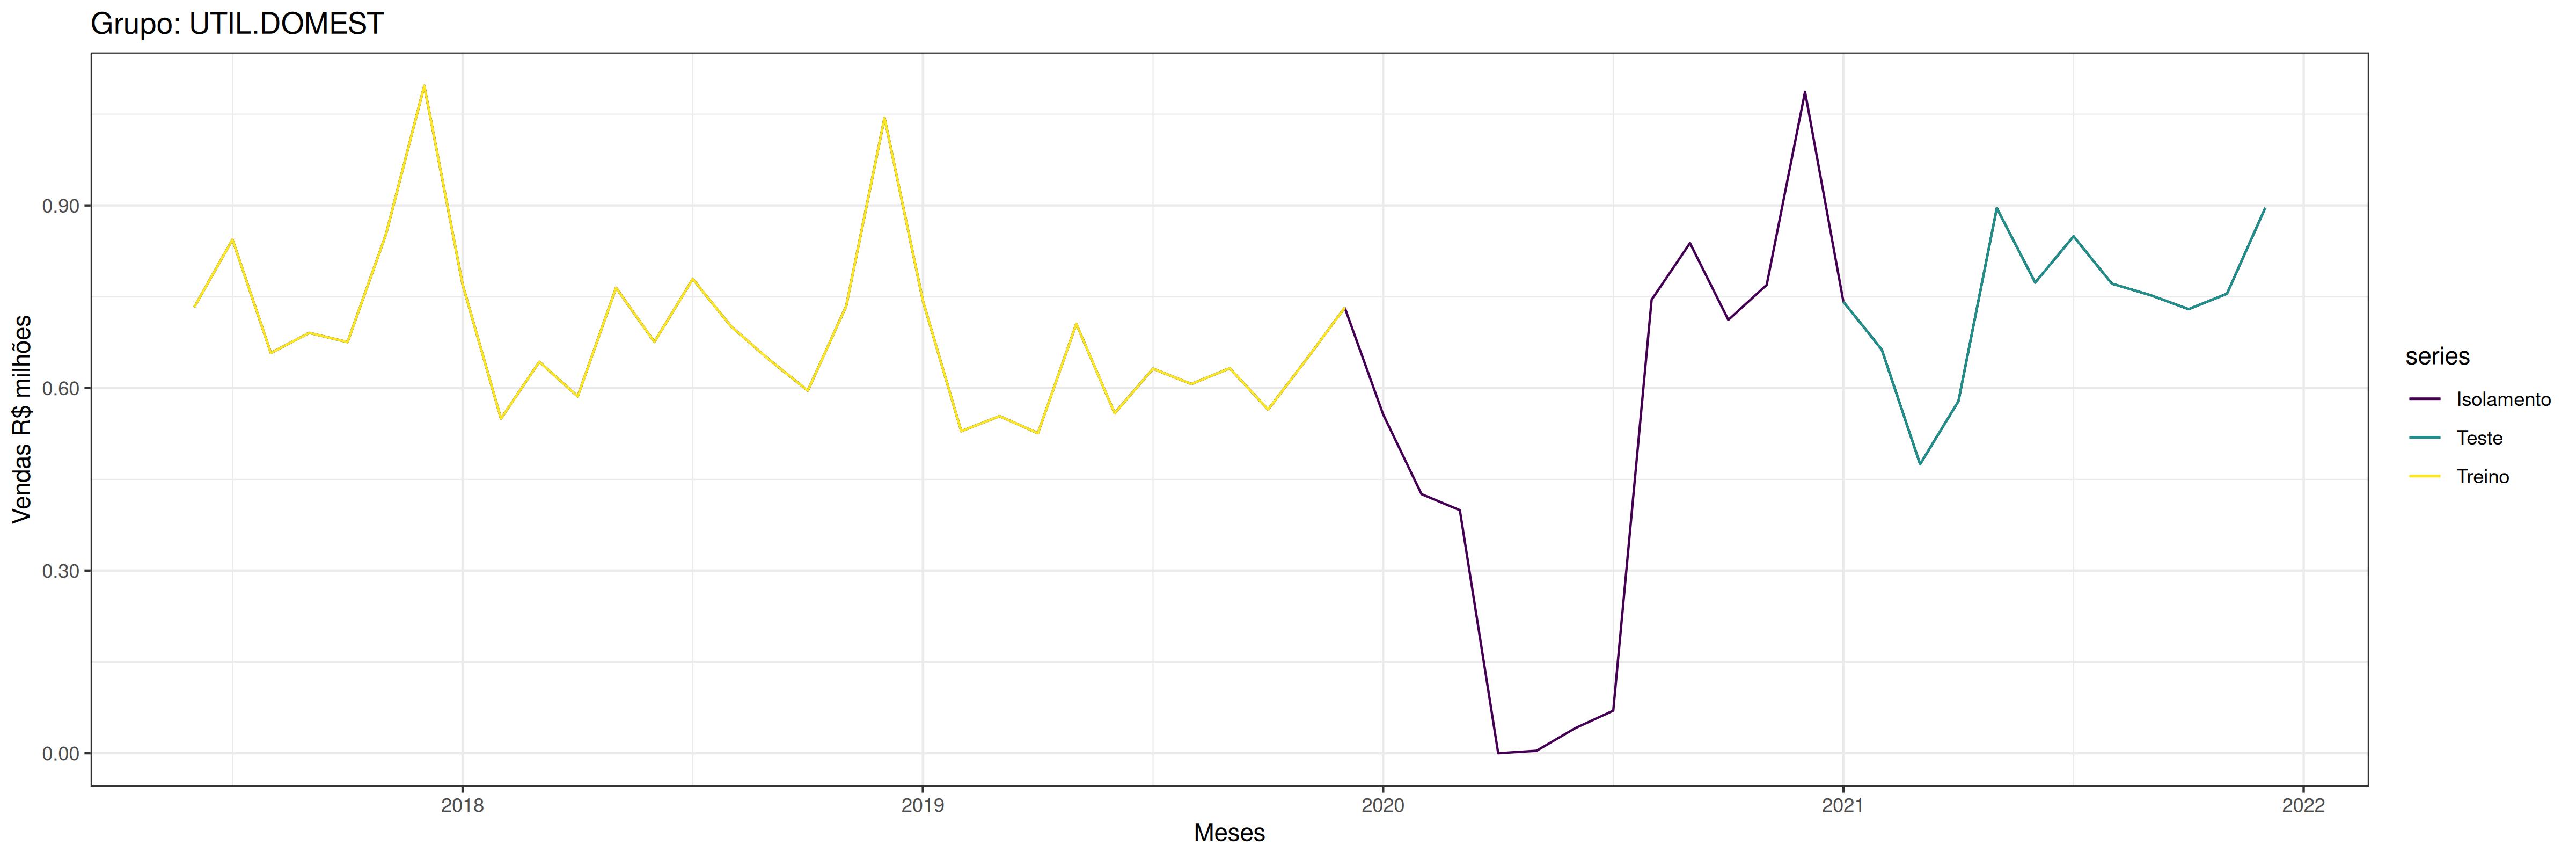 Grupo: UTIL.DOMEST
Vendas R$ milhões
0.90
0.60
0.30
0.00
2018
2019
2020
2021
2022
Meses
series
Isolamento
Teste
Treino